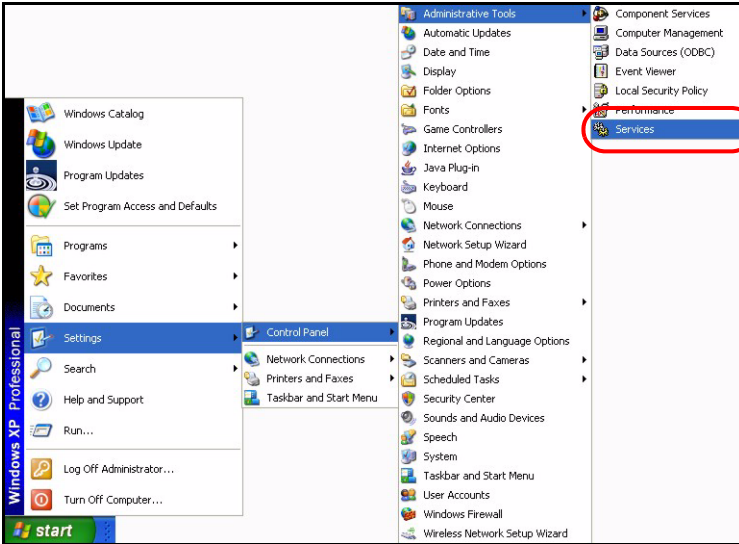 Windows Catalog
Windows Update
Program Updates
Set Program Access and Defaults
Programs
Favorites
Documents
Settings
Search
Help and Support
Run...
Log Off Administrator...
Turn Off Computer...
Windows XP Professional
start
Control Panel
Network Connections
Printers and Faxes
Taskbar and Start Menu
Administrative Tools
Automatic Updates
Date and Time
Display
Folder Options
Fonts
Game Controllers
Internet Options
Java Plug-in
Keyboard
Mouse
Network Connections
Network Setup Wizard
Phone and Modem Options
Power Options
Printers and Faxes
Program Updates
Regional and Language Options
Scanners and Cameras
Scheduled Tasks
Security Center
Sounds and Audio Devices
Speech
System
Taskbar and Start Menu
User Accounts
Windows Firewall
Wireless Network Setup Wizard
Component Services
Computer Management
Data Sources (ODBC)
Event Viewer
Local Security Policy
Performance
Services